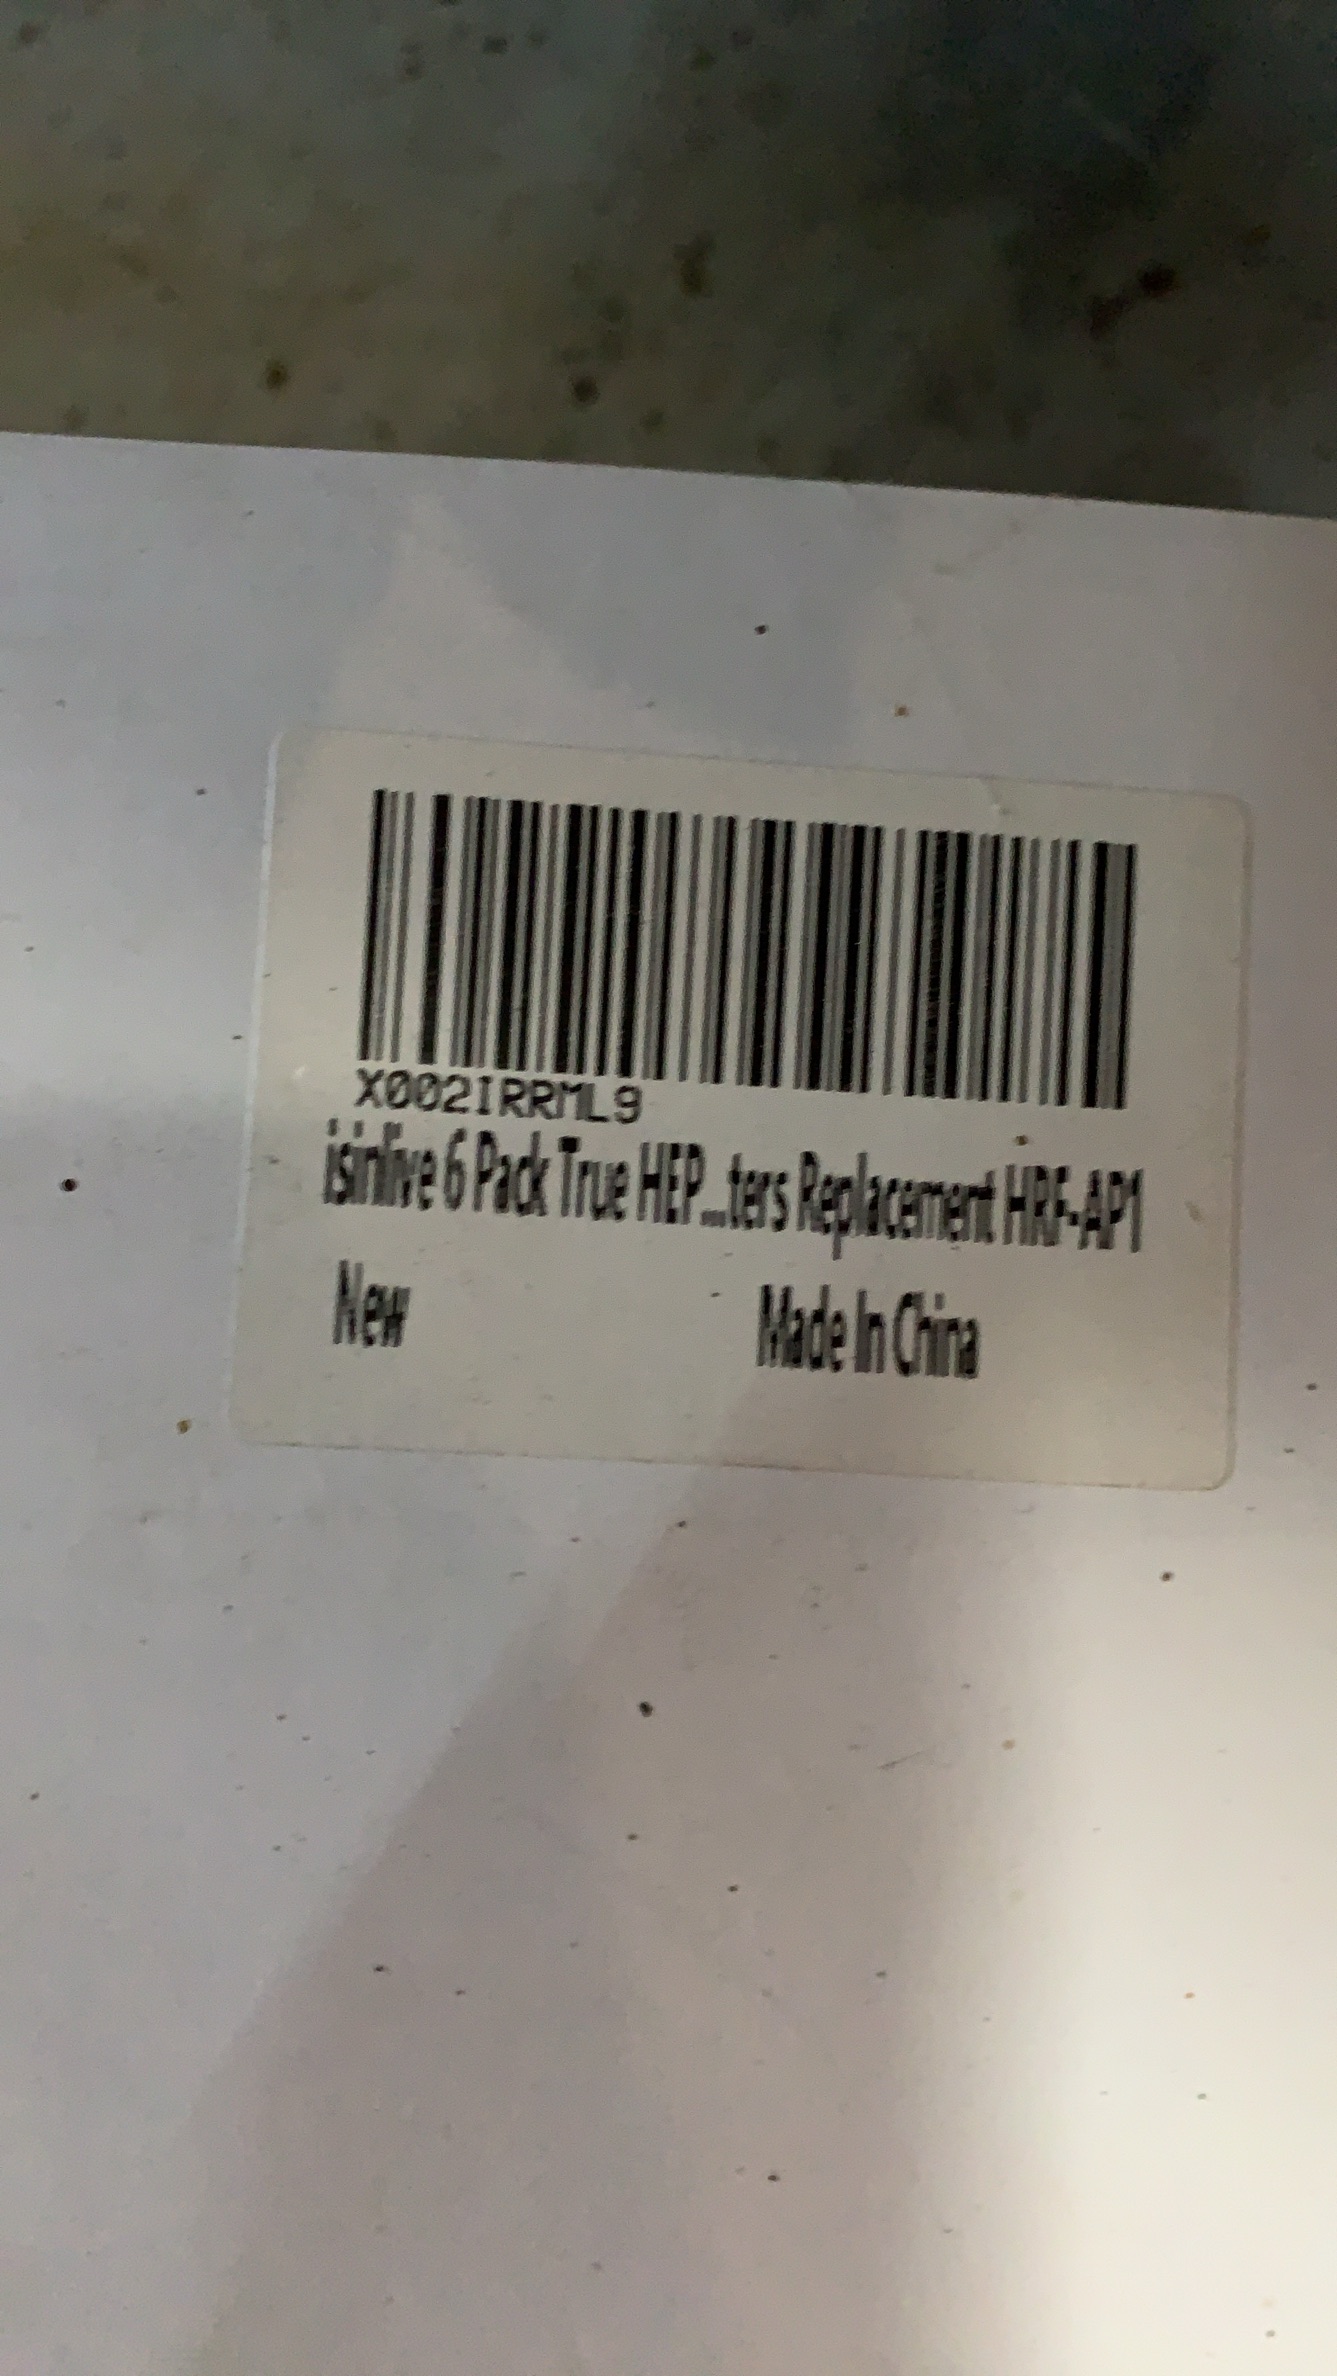 X002IRRML9
isinlive 6 Pack True HEP...ters Replacement HRF-AP1
New Made In China